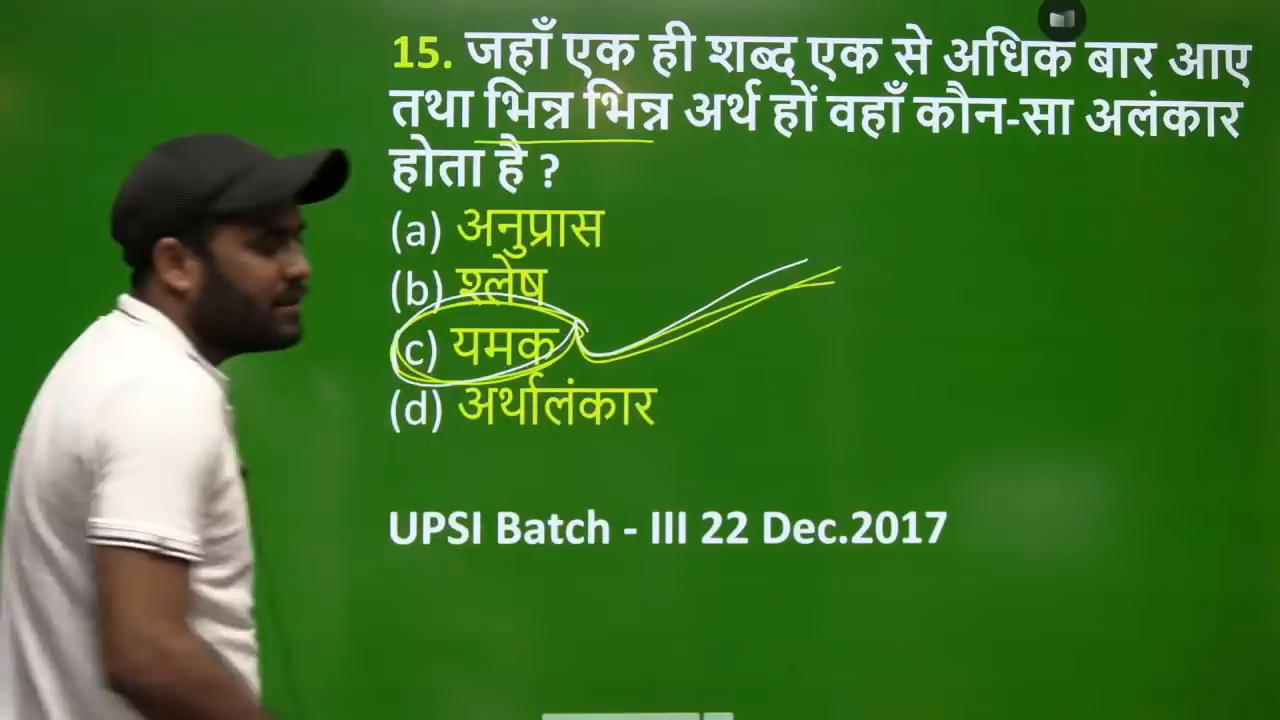 15. जहाँ एक ही शब्द एक से अधिक बार आए
तथा भिन्न भिन्न अर्थ हों वहाँ कौन-सा अलंकार
होता है ?
(a) अनुप्रास
(b) श्लेष
(c) यमक
(d) अर्थालंकार
UPSI Batch - III 22 Dec.2017